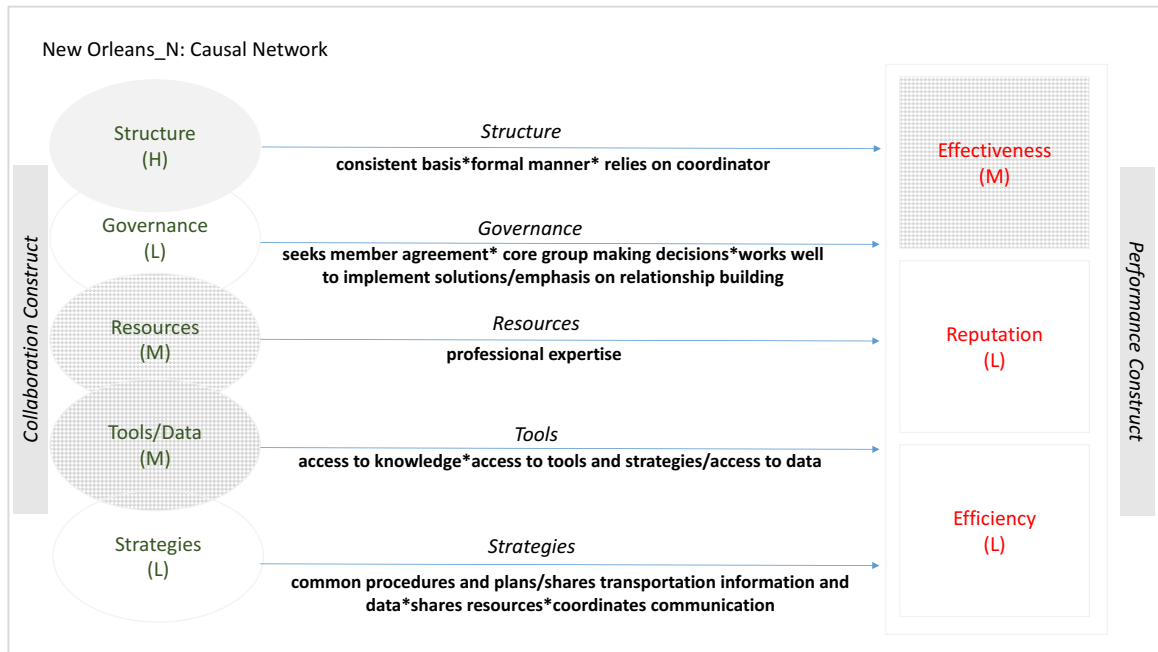 New Orleans_N: Causal Network
Collaboration Construct
Structure
(H)
Governance
(L)
Resources
(M)
Tools/Data
(M)
Strategies
(L)
Structure
consistent basis*formal manner* relies on coordinator
Governance
seeks member agreement* core group making decisions*works well
to implement solutions/emphasis on relationship building
Resources
professional expertise
Tools
access to knowledge*access to tools and strategies/access to data
Strategies
common procedures and plans/shares transportation information and
data*shares resources*coordinates communication
Effectiveness
(M)
Reputation
(L)
Efficiency
(L)
Performance Construct